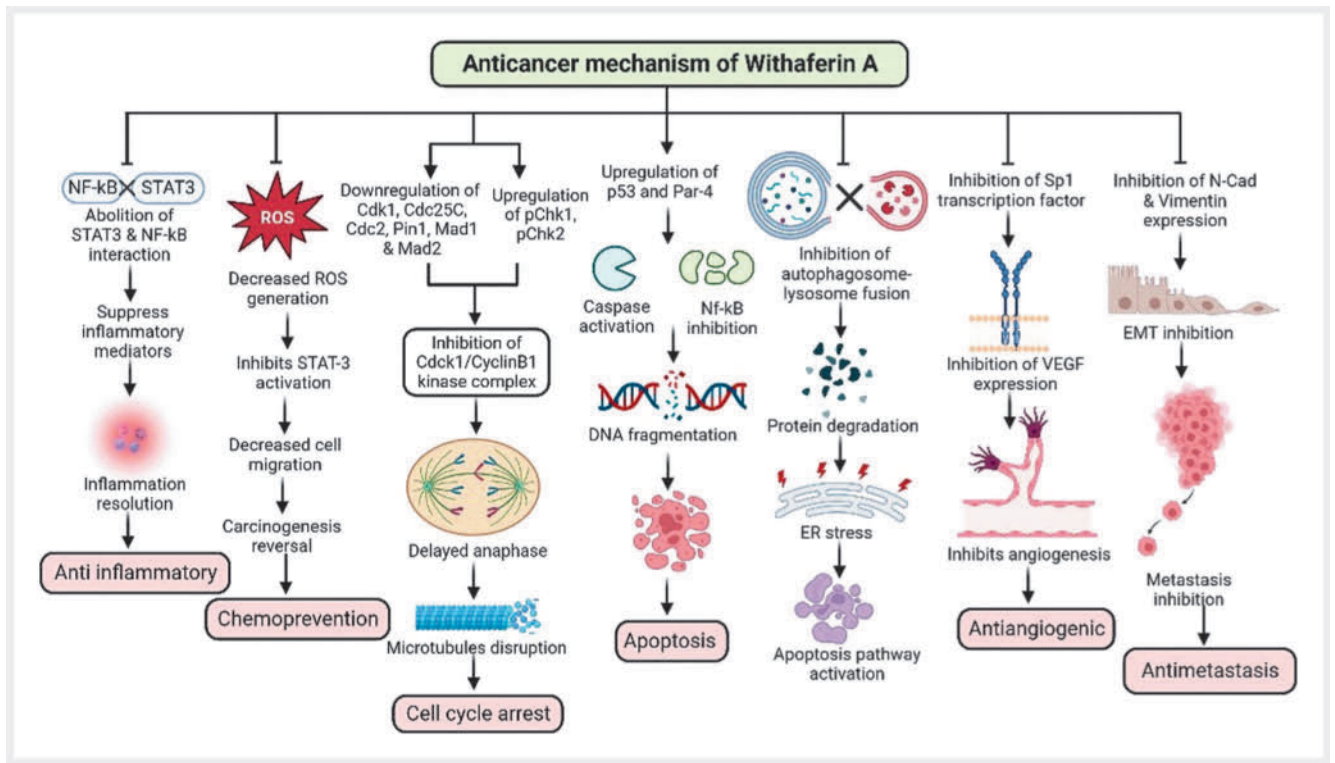 Anticancer mechanism of Withaferin A
NF-kB
STAT3
Abolition of
STAT3 & NF-kB
interaction
Suppress
inflammatory
mediators
Inflammation
resolution
Anti inflammatory
ROS
Decreased ROS
generation
Inhibits STAT-3
activation
Decreased cell
migration
Carcinogenesis
reversal
Chemoprevention
Downregulation of
Cdk1, Cdc25C,
Cdc2, Pin1, Mad1
& Mad2
Upregulation
of pChk1,
pChk2
Inhibition of
Cdck1/CyclinB1
kinase complex
Delayed anaphase
Microtubules disruption
Cell cycle arrest
Upregulation of
p53 and Par-4
Caspase
activation
Nf-kB
inhibition
DNA fragmentation
Apoptosis
Inhibition of
autophagosome-
lysosome fusion
Protein degradation
ER stress
Apoptosis pathway
activation
Inhibition of Sp1
transcription factor
Inhibition of VEGF
expression
Inhibits angiogenesis
Antiangiogenic
Inhibition of N-Cad
& Vimentin
expression
EMT inhibition
Metastasis
inhibition
Antimetastasis